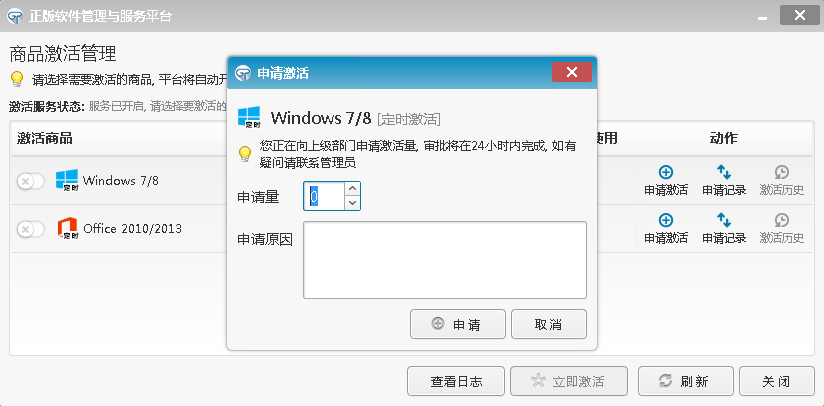 正版软件管理与服务平台
商品激活管理
请选择需要激活的商品, 平台将自动
激活服务状态: 服务已开启, 请选择要激活的
激活商品
使用
动作
Windows 7/8
定时
申请激活
申请记录
激活历史
Office 2010/2013
定时
申请激活
申请记录
激活历史
申请激活
定时
Windows 7/8 [定时激活]
您正在向上级部门申请激活量, 审批将在24小时内完成, 如有
疑问请联系管理员
申请量
0
申请原因
申 请
取消
查看日志
立即激活
刷 新
关 闭